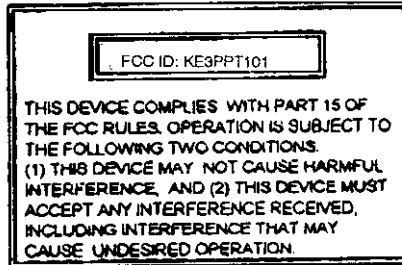 FCC ID: KE3PPT101
THIS DEVICE COMPLIES WITH PART 15 OF
THE FCC RULES. OPERATION IS SUBJECT TO
THE FOLLOWING TWO CONDITIONS.
(1) THIS DEVICE MAY NOT CAUSE HARMFUL
INTERFERENCE, AND (2) THIS DEVICE MUST
ACCEPT ANY INTERFERENCE RECEIVED,
INCLUDING INTERFERENCE THAT MAY
CAUSE UNDESIRED OPERATION.